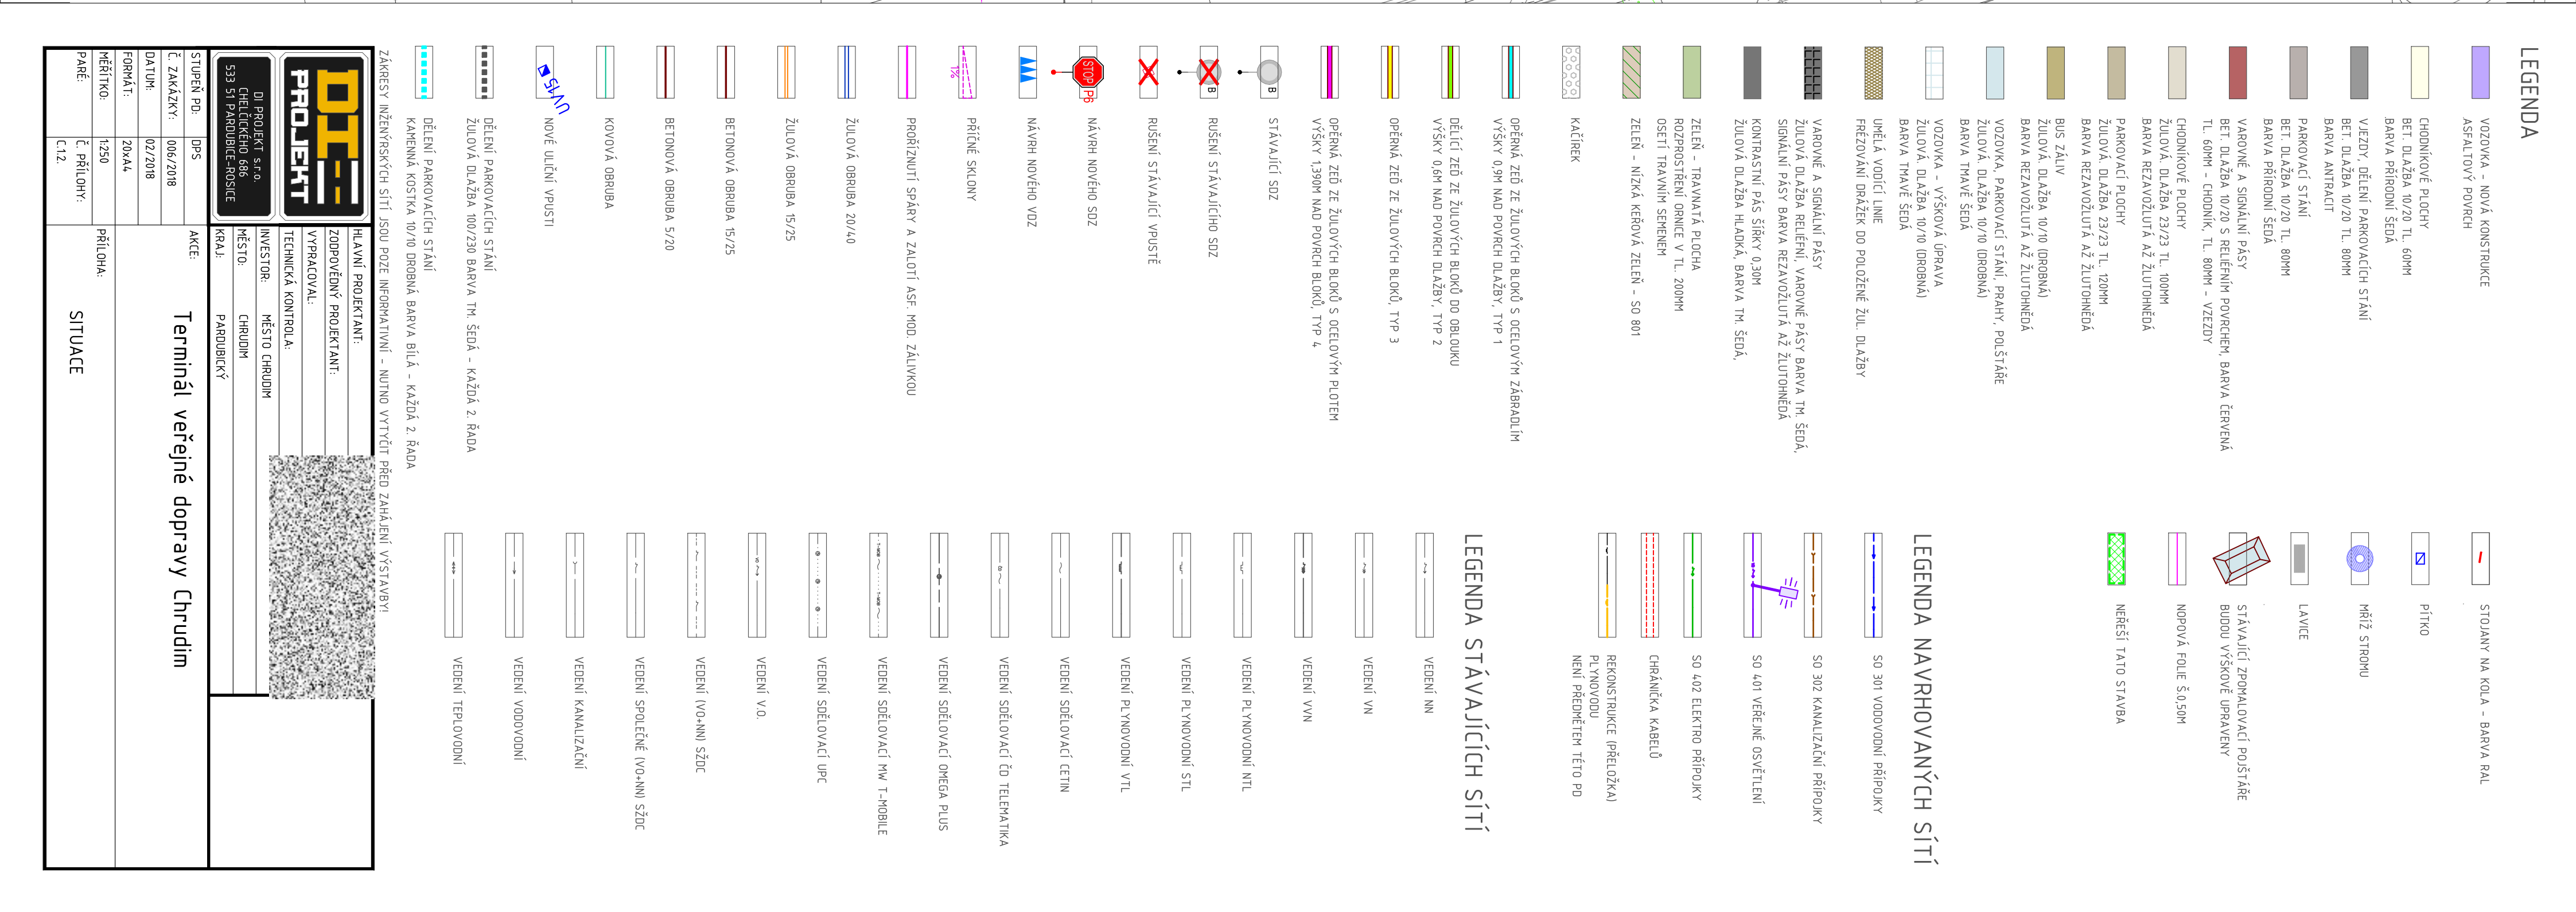 LEGENDA
VOZOVKA - NOVÁ KONSTRUKCE
ASFALTOVÝ POVRCH
CHODNÍKOVÉ PLOCHY
BET. DLAŽBA 10/20 TL. 60MM
BARVA PŘÍRODNÍ ŠEDÁ
VJEZDY, DĚLENÍ PARKOVACÍCH STÁNÍ
BET. DLAŽBA 10/20 TL. 80MM
BARVA ANTRACIT
PARKOVACÍ STÁNÍ
BET. DLAŽBA 10/20 TL. 80MM
BARVA PŘÍRODNÍ ŠEDÁ
VAROVNÉ A SIGNÁLNÍ PÁSY
BET. DLAŽBA 10/20 S RELIÉFNÍM POVRCHEM, BARVA ČERVENÁ
TL. 60MM - CHODNÍK, TL. 80MM - VZEZDY
CHODNÍKOVÉ PLOCHY
ŽULOVÁ. DLAŽBA 23/23 TL. 100MM
BARVA REZAVOŽLUTÁ AŽ ŽLUTOHNĚDÁ
PARKOVACÍ PLOCHY
ŽULOVÁ. DLAŽBA 23/23 TL. 120MM
BARVA REZAVOŽLUTÁ AŽ ŽLUTOHNĚDÁ
BUS ZÁLIV
ŽULOVÁ. DLAŽBA 10/10 (DROBNÁ)
BARVA REZAVOŽLUTÁ AŽ ŽLUTOHNĚDÁ
VOZOVKA, PARKOVACÍ STÁNÍ, PRAHY, POLŠTÁŘE
ŽULOVÁ. DLAŽBA 10/10 (DROBNÁ)
BARVA TMAVĚ ŠEDÁ
VOZOVKA - VÝŠKOVÁ ÚPRAVA
ŽULOVÁ. DLAŽBA 10/10 (DROBNÁ)
BARVA TMAVĚ ŠEDÁ
UMĚLÁ VODÍCÍ LINIE
FRÉZOVÁNÍ DRÁŽEK DO POLOŽENÉ ŽUL. DLAŽBY
VAROVNÉ A SIGNÁLNÍ PÁSY
ŽULOVÁ DLAŽBA RELIÉFNÍ, VAROVNÉ PÁSY BARVA TM. ŠEDÁ,
SIGNÁLNÍ PÁSY BARVA REZAVOŽLUTÁ AŽ ŽLUTOHNĚDÁ
KONTRASTNÍ PÁS ŠÍŘKY 0,30M
ŽULOVÁ DLAŽBA HLADKÁ, BARVA TM. ŠEDÁ,
ZELEŇ - TRAVNATÁ PLOCHA
ROZPROSTŘENÍ ORNICE V TL. 200MM
OSETÍ TRAVNÍM SEMENEM
ZELEŇ - NÍZKÁ KEŘOVÁ ZELEŇ - SO 801
KAČÍREK
OPĚRNÁ ZEĎ ZE ŽULOVÝCH BLOKŮ S OCELOVÝM ZÁBRADLÍM
VÝŠKY 0,9M NAD POVRCH DLAŽBY, TYP 1
DĚLÍCÍ ZEĎ ZE ŽULOVÝCH BLOKŮ DO OBLOUKU
VÝŠKY 0,6M NAD POVRCH DLAŽBY, TYP 2
OPĚRNÁ ZEĎ ZE ŽULOVÝCH BLOKŮ, TYP 3
OPĚRNÁ ZEĎ ZE ŽULOVÝCH BLOKŮ S OCELOVÝM PLOTEM
VÝŠKY 1,390M NAD POVRCH BLOKŮ, TYP 4
B
STÁVAJÍCÍ SDZ
B
RUŠENÍ STÁVAJÍCÍHO SDZ
RUŠENÍ STÁVAJÍCÍ VPUSTĚ
STOP
P6
NÁVRH NOVÉHO SDZ
NÁVRH NOVÉHO VDZ
1%
PŘÍČNÉ SKLONY
PROŘÍZNUTÍ SPÁRY A ZALOTÍ ASF. MOD. ZÁLIVKOU
ŽULOVÁ OBRUBA 20/40
ŽULOVÁ OBRUBA 15/25
BETONOVÁ OBRUBA 15/25
BETONOVÁ OBRUBA 5/20
KOVOVÁ OBRUBA
UV15
NOVÉ ULIČNÍ VPUSTI
DĚLENÍ PARKOVACÍCH STÁNÍ
ŽULOVÁ DLAŽBA 100/230 BARVA TM. ŠEDÁ - KAŽDÁ 2. ŘADA
DĚLENÍ PARKOVACÍCH STÁNÍ
KAMENNÁ KOSTKA 10/10 DROBNÁ BARVA BÍLÁ - KAŽDÁ 2. ŘADA
STOJANY NA KOLA - BARVA RAL
PÍTKO
MŘÍŽ STROMU
LAVICE
STÁVAJÍCÍ ZPOMALOVACÍ POJŠTÁŘE
BUDOU VÝŠKOVĚ UPRAVENY
NOPOVÁ FOLIE Š.0,50M
NEŘEŠÍ TATO STAVBA
LEGENDA NAVRHOVANÝCH SÍTÍ
SO 301 VODOVODNÍ PŘÍPOJKY
SO 302 KANALIZAČNÍ PŘÍPOJKY
SO 401 VEŘEJNÉ OSVĚTLENÍ
SO 402 ELEKTRO PŘÍPOJKY
CHRÁNIČKA KABELŮ
REKONSTRUKCE (PŘELOŽKA)
PLYNOVODU
NENÍ PŘEDMĚTEM TÉTO PD
LEGENDA STÁVAJÍCÍCH SÍTÍ
VEDENÍ NN
VEDENÍ VN
VEDENÍ VVN
VEDENÍ PLYNOVODNÍ NTL
VEDENÍ PLYNOVODNÍ STL
VEDENÍ PLYNOVODNÍ VTL
VEDENÍ SDĚLOVACÍ CETIN
VEDENÍ SDĚLOVACÍ ČD TELEMATIKA
VEDENÍ SDĚLOVACÍ OMEGA PLUS
VEDENÍ SDĚLOVACÍ MW T-MOBILE
VEDENÍ SDĚLOVACÍ UPC
VEDENÍ V.O.
VEDENÍ (VO+NN) SŽDC
VEDENÍ SPOLEČNÉ (VO+NN) SŽDC
VEDENÍ KANALIZAČNÍ
VEDENÍ VODOVODNÍ
VEDENÍ TEPLOVODNÍ
ZÁKRESY INŽENÝRSKÝCH SÍTÍ JSOU POZE INFORMATIVNÍ - NUTNO VYTYČIT PŘED ZAHÁJENÍ VÝSTAVBY!
DI
PROJEKT
DI PROJEKT s.r.o.
CHELČICKÉHO 686
533 51 PARDUBICE-ROSICE
HLAVNÍ PROJEKTANT:
ZODPOVĚDNÝ PROJEKTANT:
VYPRACOVAL:
TECHNICKÁ KONTROLA:
INVESTOR: MĚSTO CHRUDIM
MĚSTO: CHRUDIM
KRAJ: PARDUBICKÝ
STUPEŇ PD: DPS
Č. ZAKÁZKY: 006/2018
DATUM: 02/2018
FORMÁT: 20xA4
MĚŘÍTKO: 1:250
PARÉ:
Č. PŘÍLOHY:
C.1.2.
AKCE:
Terminál veřejné dopravy Chrudim
PŘÍLOHA:
SITUACE